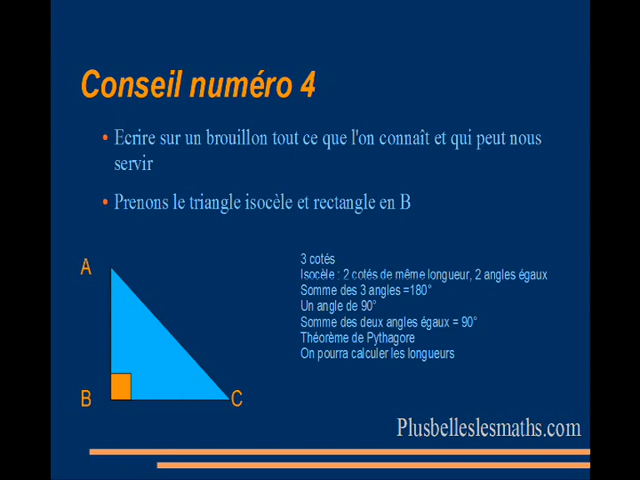 Conseil numéro 4
• Ecrire sur un brouillon tout ce que l'on connaît et qui peut nous
servir
• Prenons le triangle isocèle et rectangle en B
3 cotés
Isocèle : 2 cotés de même longueur, 2 angles égaux
Somme des 3 angles =180°
Un angle de 90°
Somme des deux angles égaux = 90°
Théorème de Pythagore
On pourra calculer les longueurs
A
B
C
Plusbelleslesmaths.com